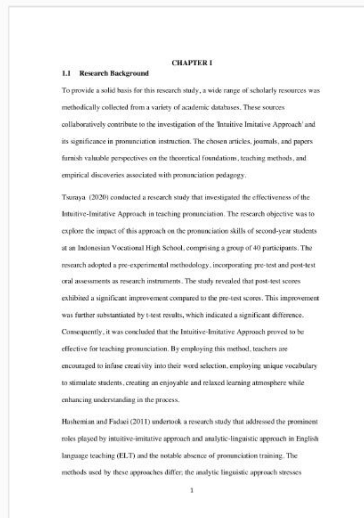 CHAPTER I
1.1 Research Background
To provide a solid basis for this research study, a wide range of scholarly resources was
methodically collected from a variety of academic databases. These sources
collaboratively contribute to the investigation of the 'Intuitive Imitative Approach' and
its significance in pronunciation instruction. The chosen articles, journals, and papers
furnish valuable perspectives on the theoretical foundations, teaching methods, and
empirical discoveries associated with pronunciation pedagogy.
Tsuraya (2020) conducted a research study that investigated the effectiveness of the
Intuitive-Imitative Approach in teaching pronunciation. The research objective was to
explore the impact of this approach on the pronunciation skills of second-year students
at an Indonesian Vocational High School, comprising a group of 40 participants. The
research adopted a pre-experimental methodology, incorporating pre-test and post-test
oral assessments as research instruments. The study revealed that post-test scores
exhibited a significant improvement compared to the pre-test scores. This improvement
was further substantiated by t-test results, which indicated a significant difference.
Consequently, it was concluded that the Intuitive-Imitative Approach proved to be
effective for teaching pronunciation. By employing this method, teachers are
encouraged to infuse creativity into their word selection, employing unique vocabulary
to stimulate students, creating an enjoyable and relaxed learning atmosphere while
enhancing understanding in the process.
Hashemian and Fadaei (2011) undertook a research study that addressed the prominent
roles played by intuitive-imitative approach and analytic-linguistic approach in English
language teaching (ELT) and the notable absence of pronunciation training. The
methods used by these approaches differ; the analytic linguistic approach stresses
1